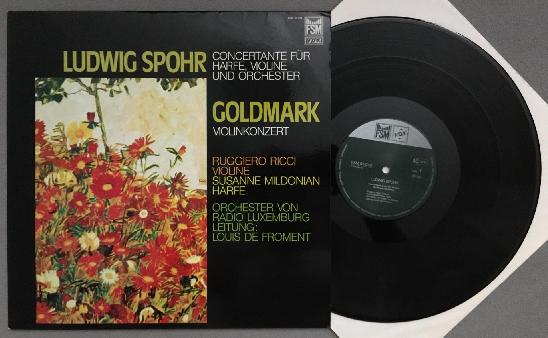 FSM
VOX
LUDWIG SPOHR
CONCERTANTE FÜR
HARFE, VIOLINE
UND ORCHESTER
GOLDMARK
VIOLINKONZERT
RUGGIERO RICCI
VIOLINE
SUSANNE MILDONIAN
HARFE
ORCHESTER VON
RADIO LUXEMBURG
LEITUNG:
LOUIS DE FROMENT
FSM
VOX
LUDWIG SPOHR